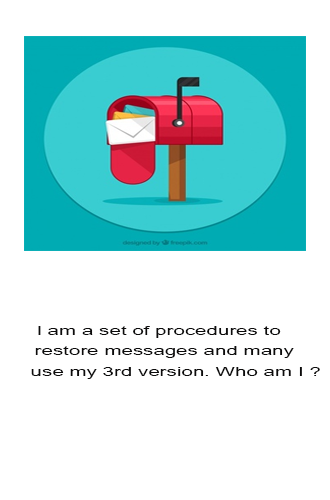 designed by freepik.com
I am a set of procedures to
restore messages and many
use my 3rd version. Who am I ?